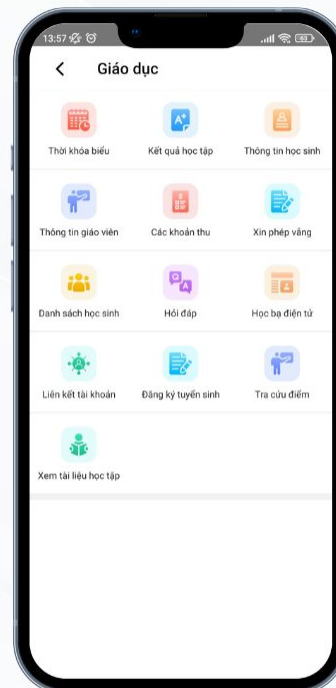 13:57
63
Giáo dục
Thời khóa biểu
Kết quả học tập
Thông tin học sinh
Thông tin giáo viên
Các khoản thu
Xin phép vắng
Danh sách học sinh
Hỏi đáp
Học bạ điện tử
Liên kết tài khoản
Đăng ký tuyển sinh
Tra cứu điểm
Xem tài liệu học tập